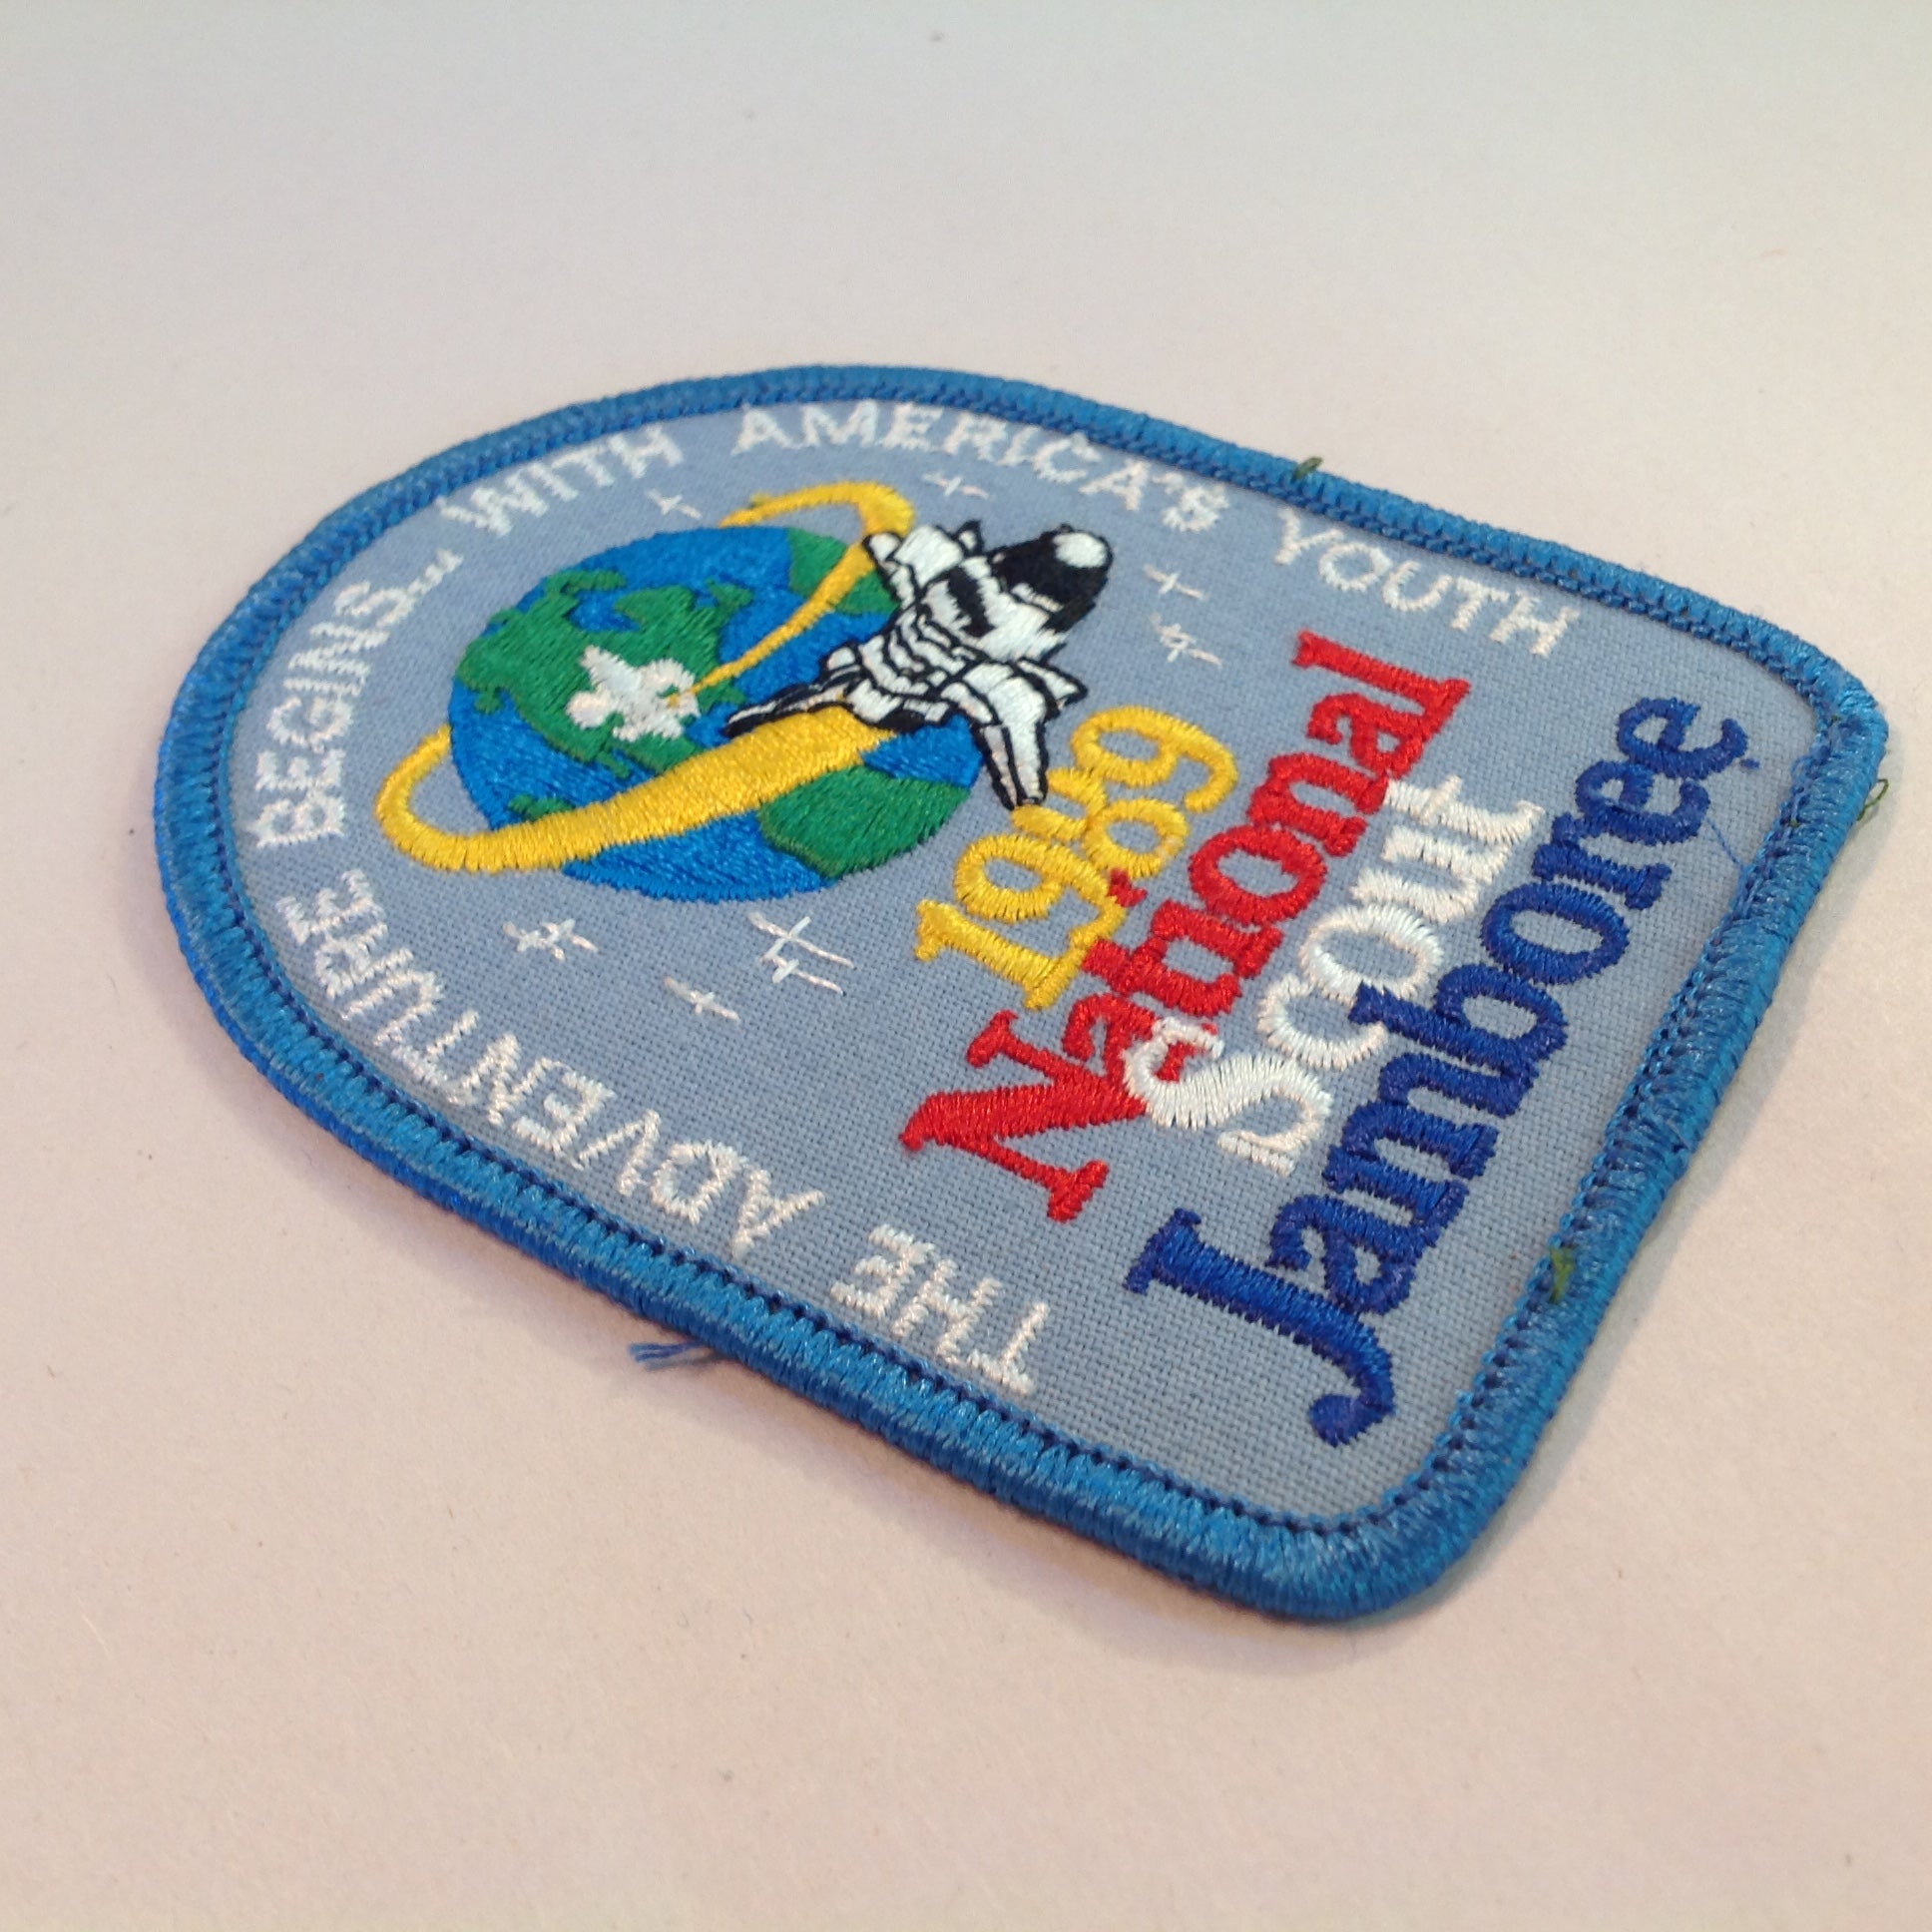 THE ADVENTURE BEGINS... WITH AMERICA'S YOUTH
1989
National
Scout
Jamboree